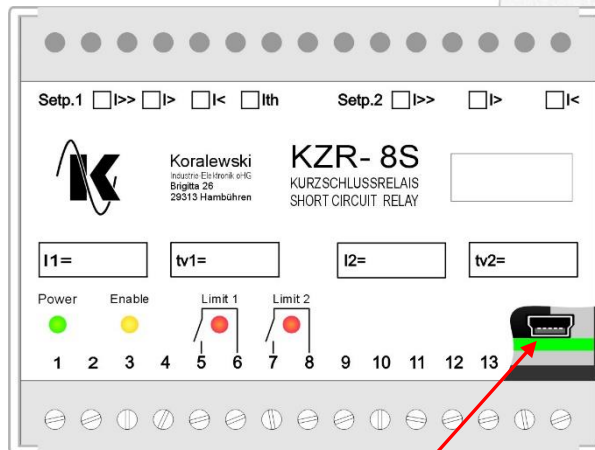 Setp.1 I>> I> I< Ith Setp.2 I>> I> I<
Koralewski
Industrie-Elektronik oHG
Brigitta 26
29313 Hambühren
KZR- 8S
KURZSCHLUSSRELAIS
SHORT CIRCUIT RELAY
I1= tv1= I2= tv2=
Power Enable Limit 1 Limit 2
1 2 3 4 5 6 7 8 9 10 11 12 13